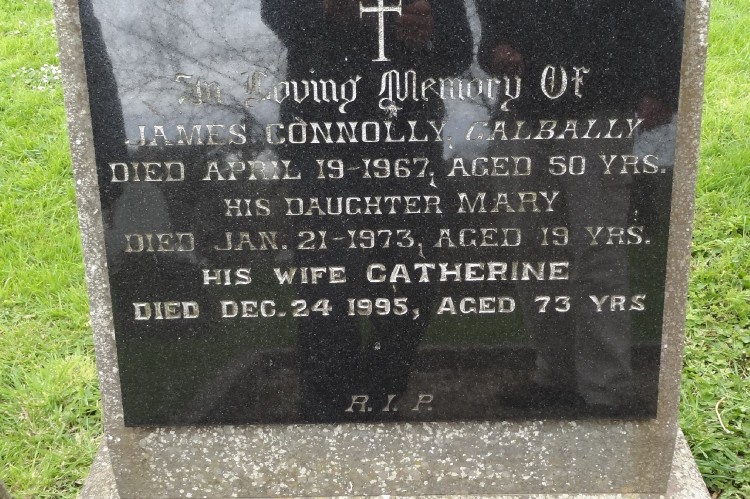 In Loving Memory Of
JAMES CONNOLLY, GALBALLY
DIED APRIL 19-1967, AGED 50 YRS.
HIS DAUGHTER MARY
DIED JAN. 21-1973, AGED 19 YRS.
HIS WIFE CATHERINE
DIED DEC. 24 1995, AGED 73 YRS
R. I. P.